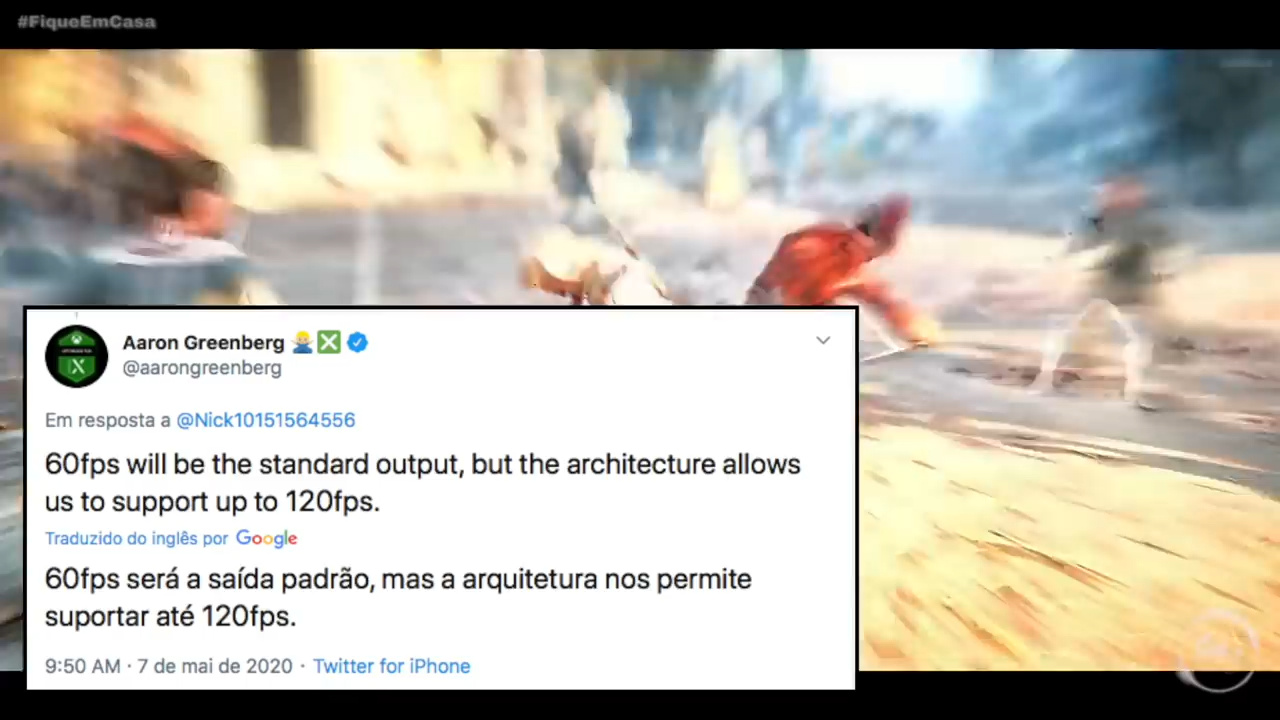 #FiqueEmCasa
Aaron Greenberg
@aarongreenberg
Em resposta a @Nick10151564556
60fps will be the standard output, but the architecture allows
us to support up to 120fps.
Traduzido do inglês por Google
60fps será a saída padrão, mas a arquitetura nos permite
suportar até 120fps.
9:50 AM · 7 de mai de 2020 · Twitter for iPhone